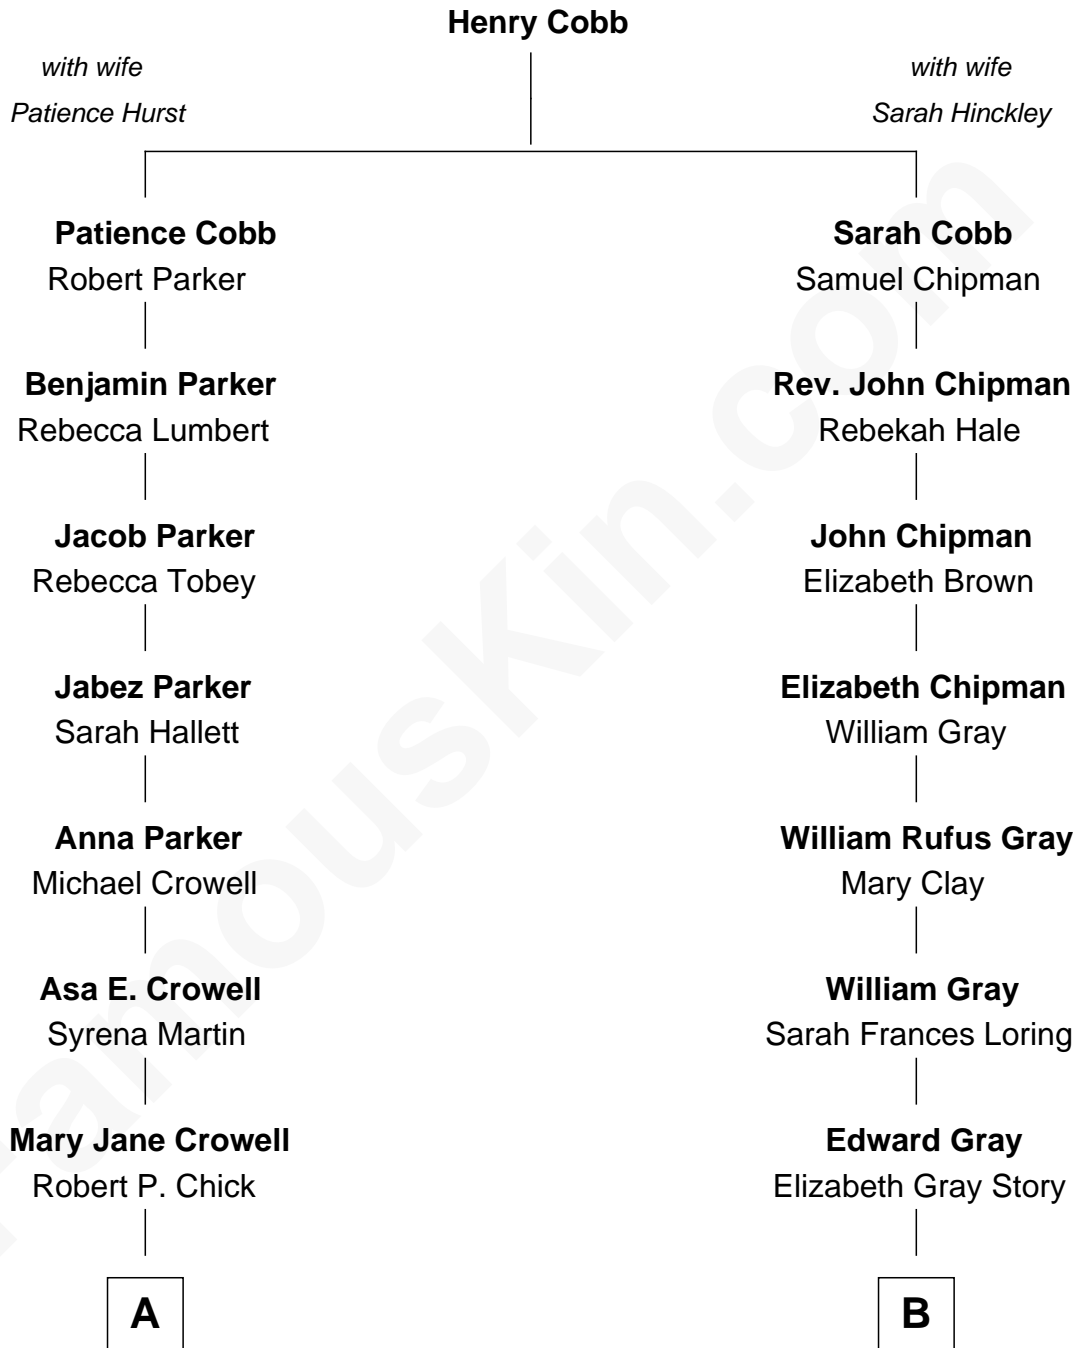 Henry Cobb
with wife
Patience Hurst
with wife
Sarah Hinckley
Patience Cobb
Robert Parker
Sarah Cobb
Samuel Chipman
Benjamin Parker
Rebecca Lumbert
Rev. John Chipman
Rebekah Hale
Jacob Parker
Rebecca Tobey
John Chipman
Elizabeth Brown
Jabez Parker
Sarah Hallett
Elizabeth Chipman
William Gray
Anna Parker
Michael Crowell
William Rufus Gray
Mary Clay
Asa E. Crowell
Syrena Martin
William Gray
Sarah Frances Loring
Mary Jane Crowell
Robert P. Chick
Edward Gray
Elizabeth Gray Story
A
B
FamousKin.com